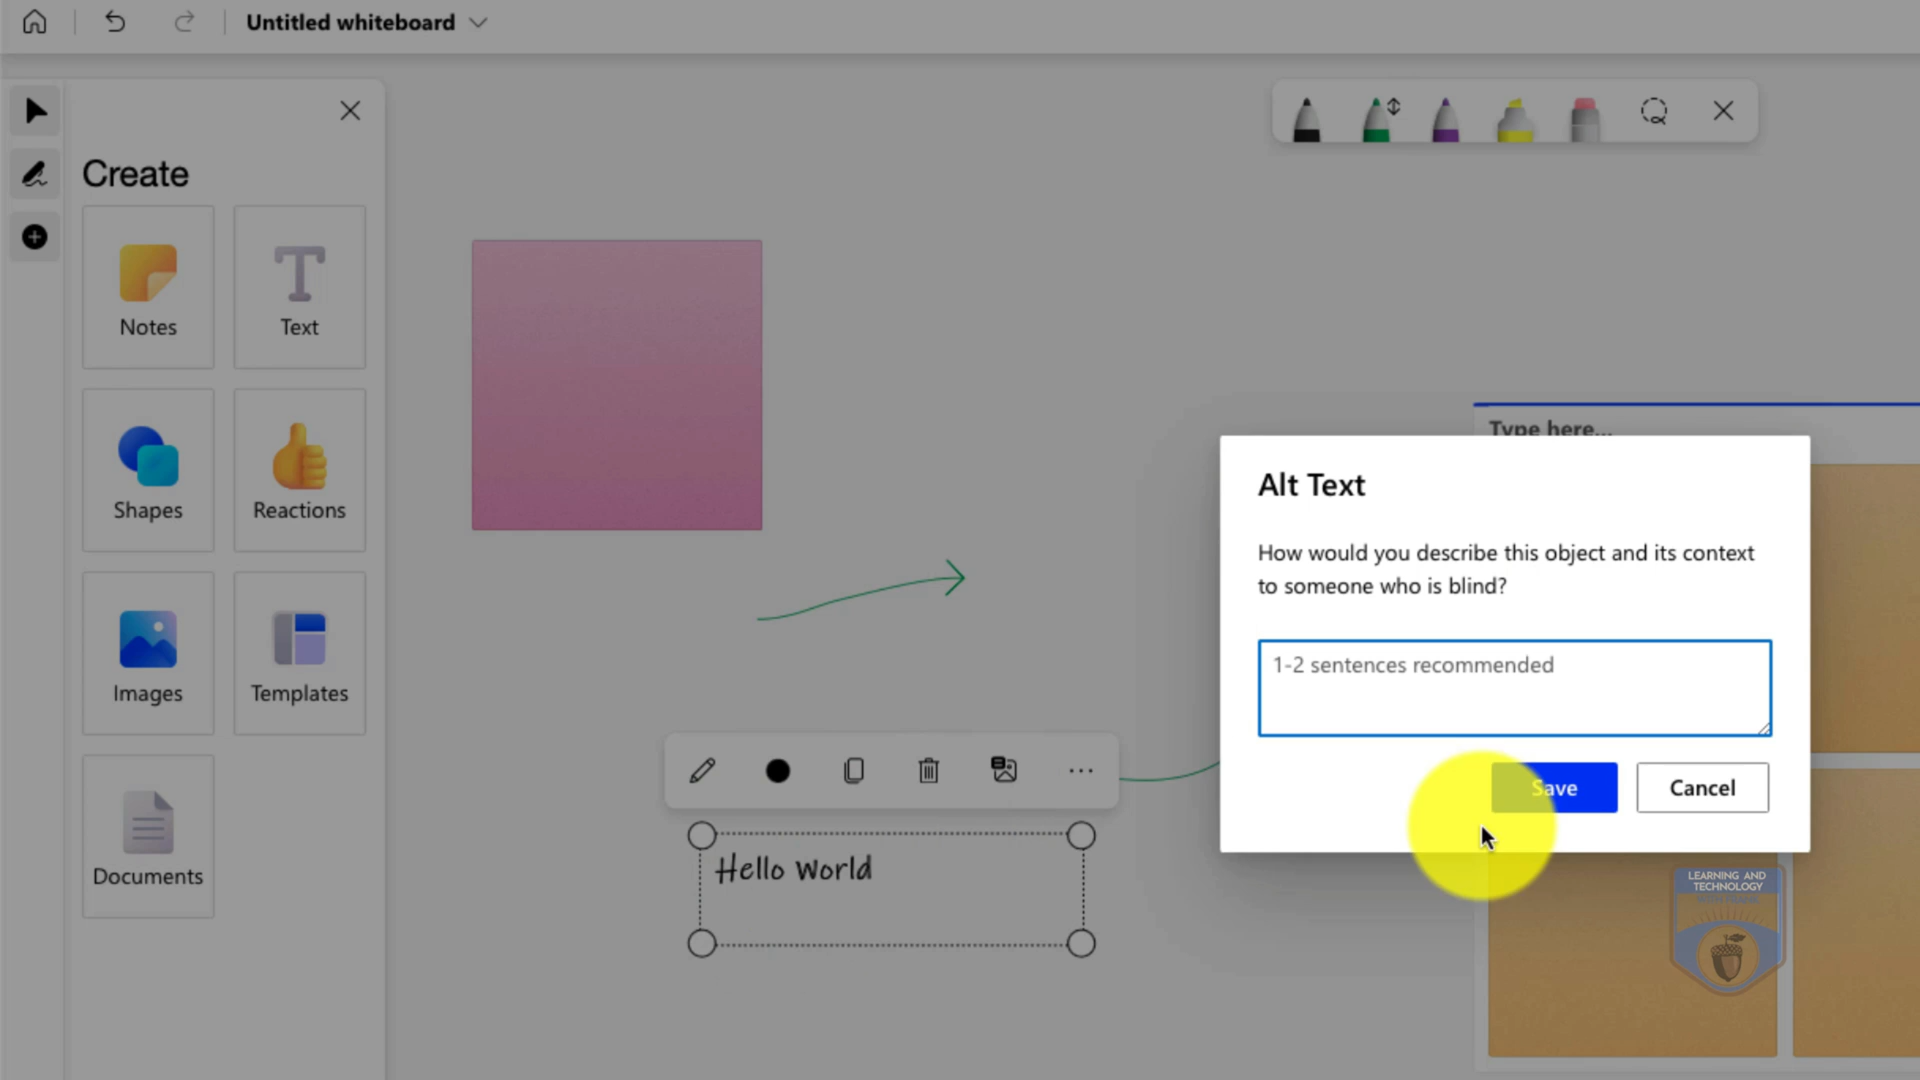 Untitled whiteboard
Create
Notes
Text
Shapes
Reactions
Images
Templates
Documents
Hello World
Type here...
Alt Text
How would you describe this object and its context
to someone who is blind?
1-2 sentences recommended
Save
Cancel
LEARNING AND
TECHNOLOGY